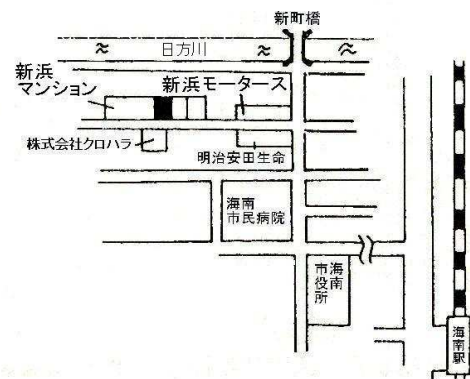 新町橋
日方川
新浜
マンション
新浜モータース
株式会社クロハラ
明治安田生命
海南
市民病院
海南
市役所
海南駅